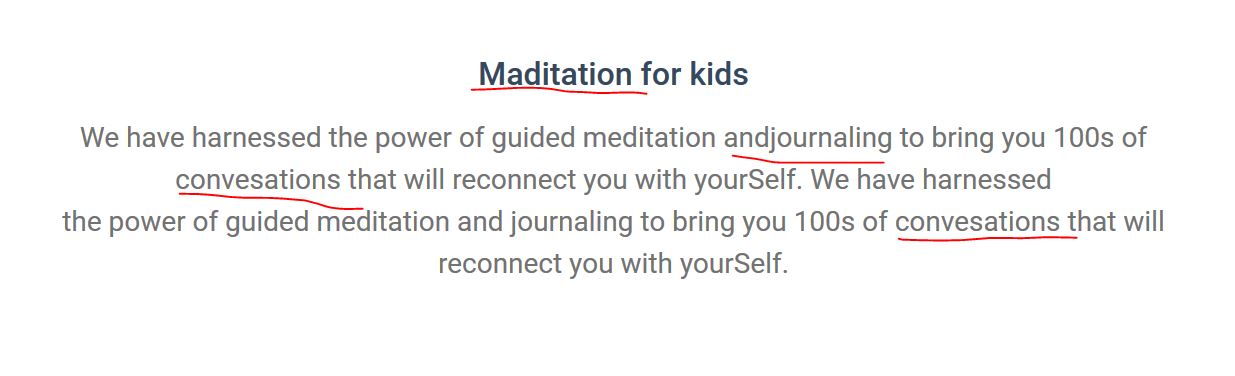 Maditation for kids
We have harnessed the power of guided meditation andjournaling to bring you 100s of
convesations that will reconnect you with yourSelf. We have harnessed
the power of guided meditation and journaling to bring you 100s of convesations that will
reconnect you with yourSelf.